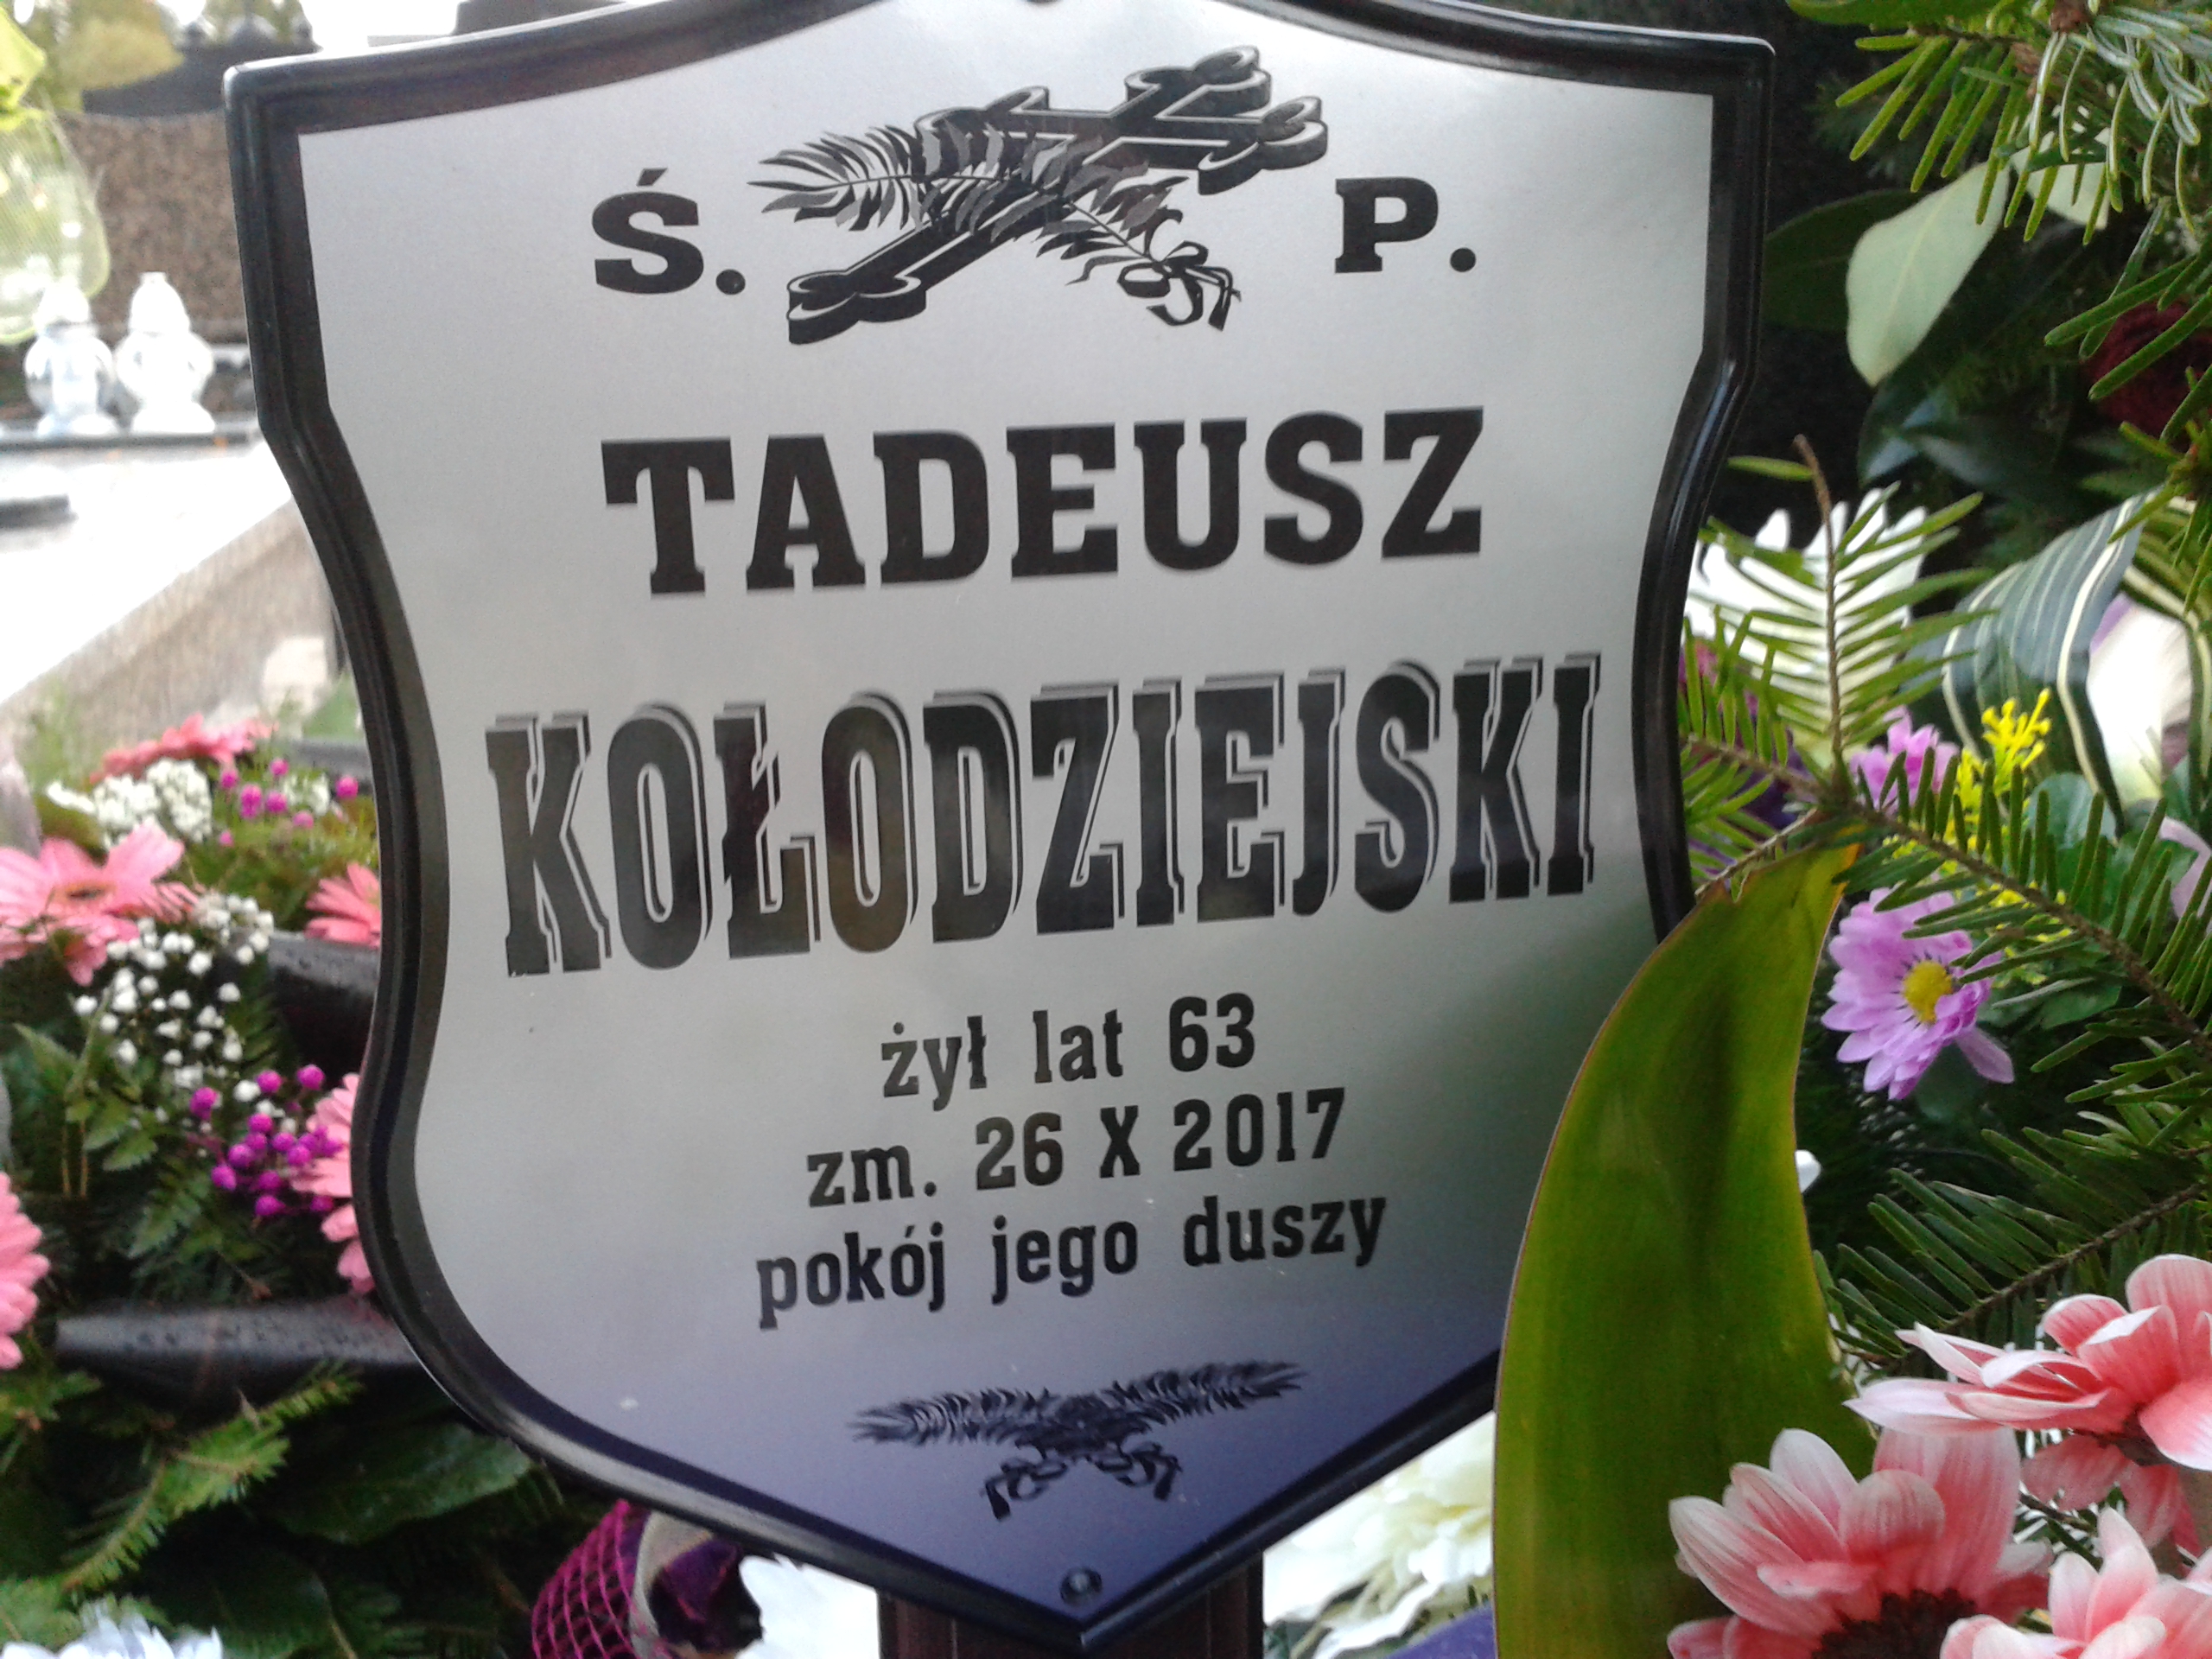 Ś. P.
TADEUSZ
KOŁODZIEJSKI
żył lat 63
zm. 26 X 2017
pokój jego duszy